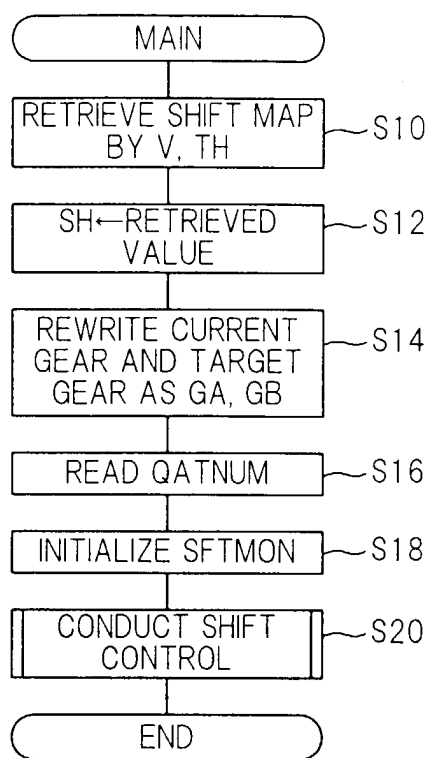 MAIN
RETRIEVE SHIFT MAP
BY V, TH
S10
SH←RETRIEVED
VALUE
S12
REWRITE CURRENT
GEAR AND TARGET
GEAR AS GA, GB
S14
READ QATNUM
S16
INITIALIZE SFTMON
S18
CONDUCT SHIFT
CONTROL
S20
END